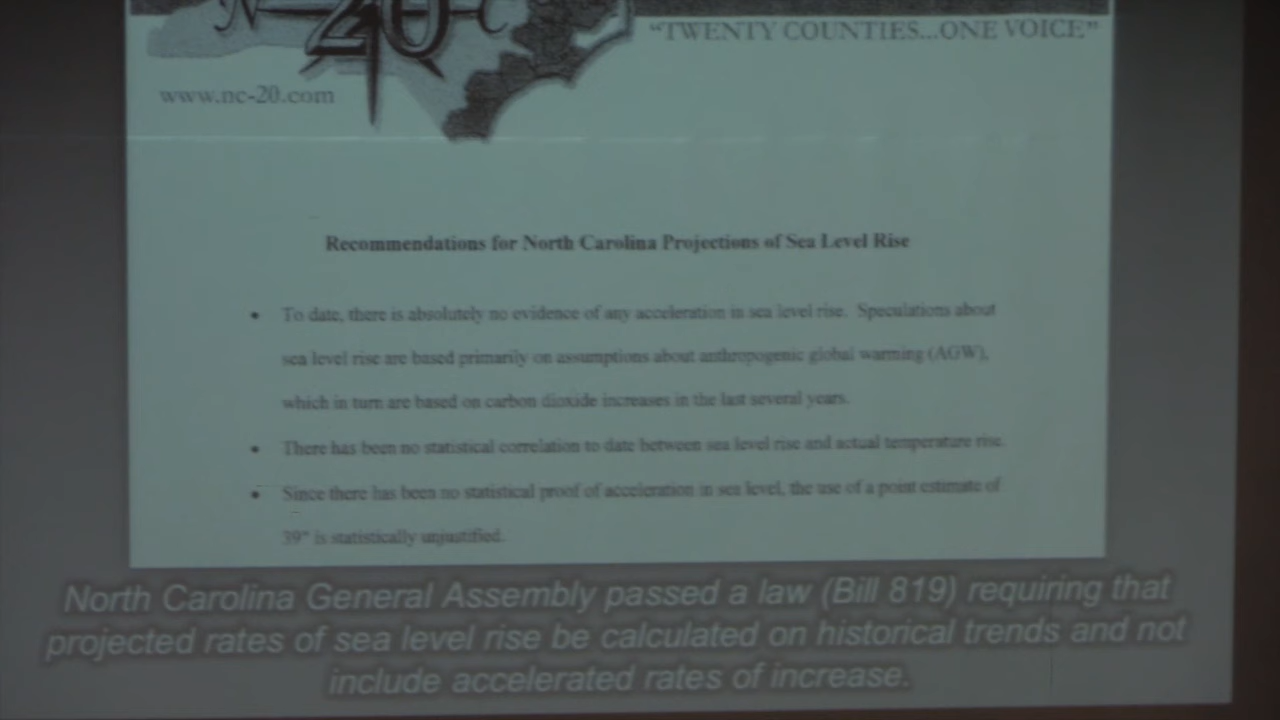 N 20 C
"TWENTY COUNTIES...ONE VOICE"
www.nc-20.com
Recommendations for North Carolina Projections of Sea Level Rise
• To date, there is absolutely no evidence of any acceleration in sea level rise. Speculations about
sea level rise are based primarily on assumptions about anthropogenic global warming (AGW),
which in turn are based on carbon dioxide increases in the last several years.
• There has been no statistical correlation to date between sea level rise and actual temperature rise.
• Since there has been no statistical proof of acceleration in sea level, the use of a point estimate of
39" is statistically unjustified.
North Carolina General Assembly passed a law (Bill 819) requiring that
projected rates of sea level rise be calculated on historical trends and not
include accelerated rates of increase.